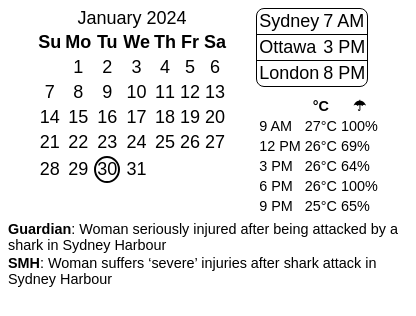 January 2024
Su Mo Tu We Th Fr Sa
1 2 3 4 5 6
7 8 9 10 11 12 13
14 15 16 17 18 19 20
21 22 23 24 25 26 27
28 29 30 31
Sydney 7 AM
Ottawa 3 PM
London 8 PM
°C ☂
9 AM 27°C 100%
12 PM 26°C 69%
3 PM 26°C 64%
6 PM 26°C 100%
9 PM 25°C 65%
Guardian: Woman seriously injured after being attacked by a
shark in Sydney Harbour
SMH: Woman suffers ‘severe’ injuries after shark attack in
Sydney Harbour